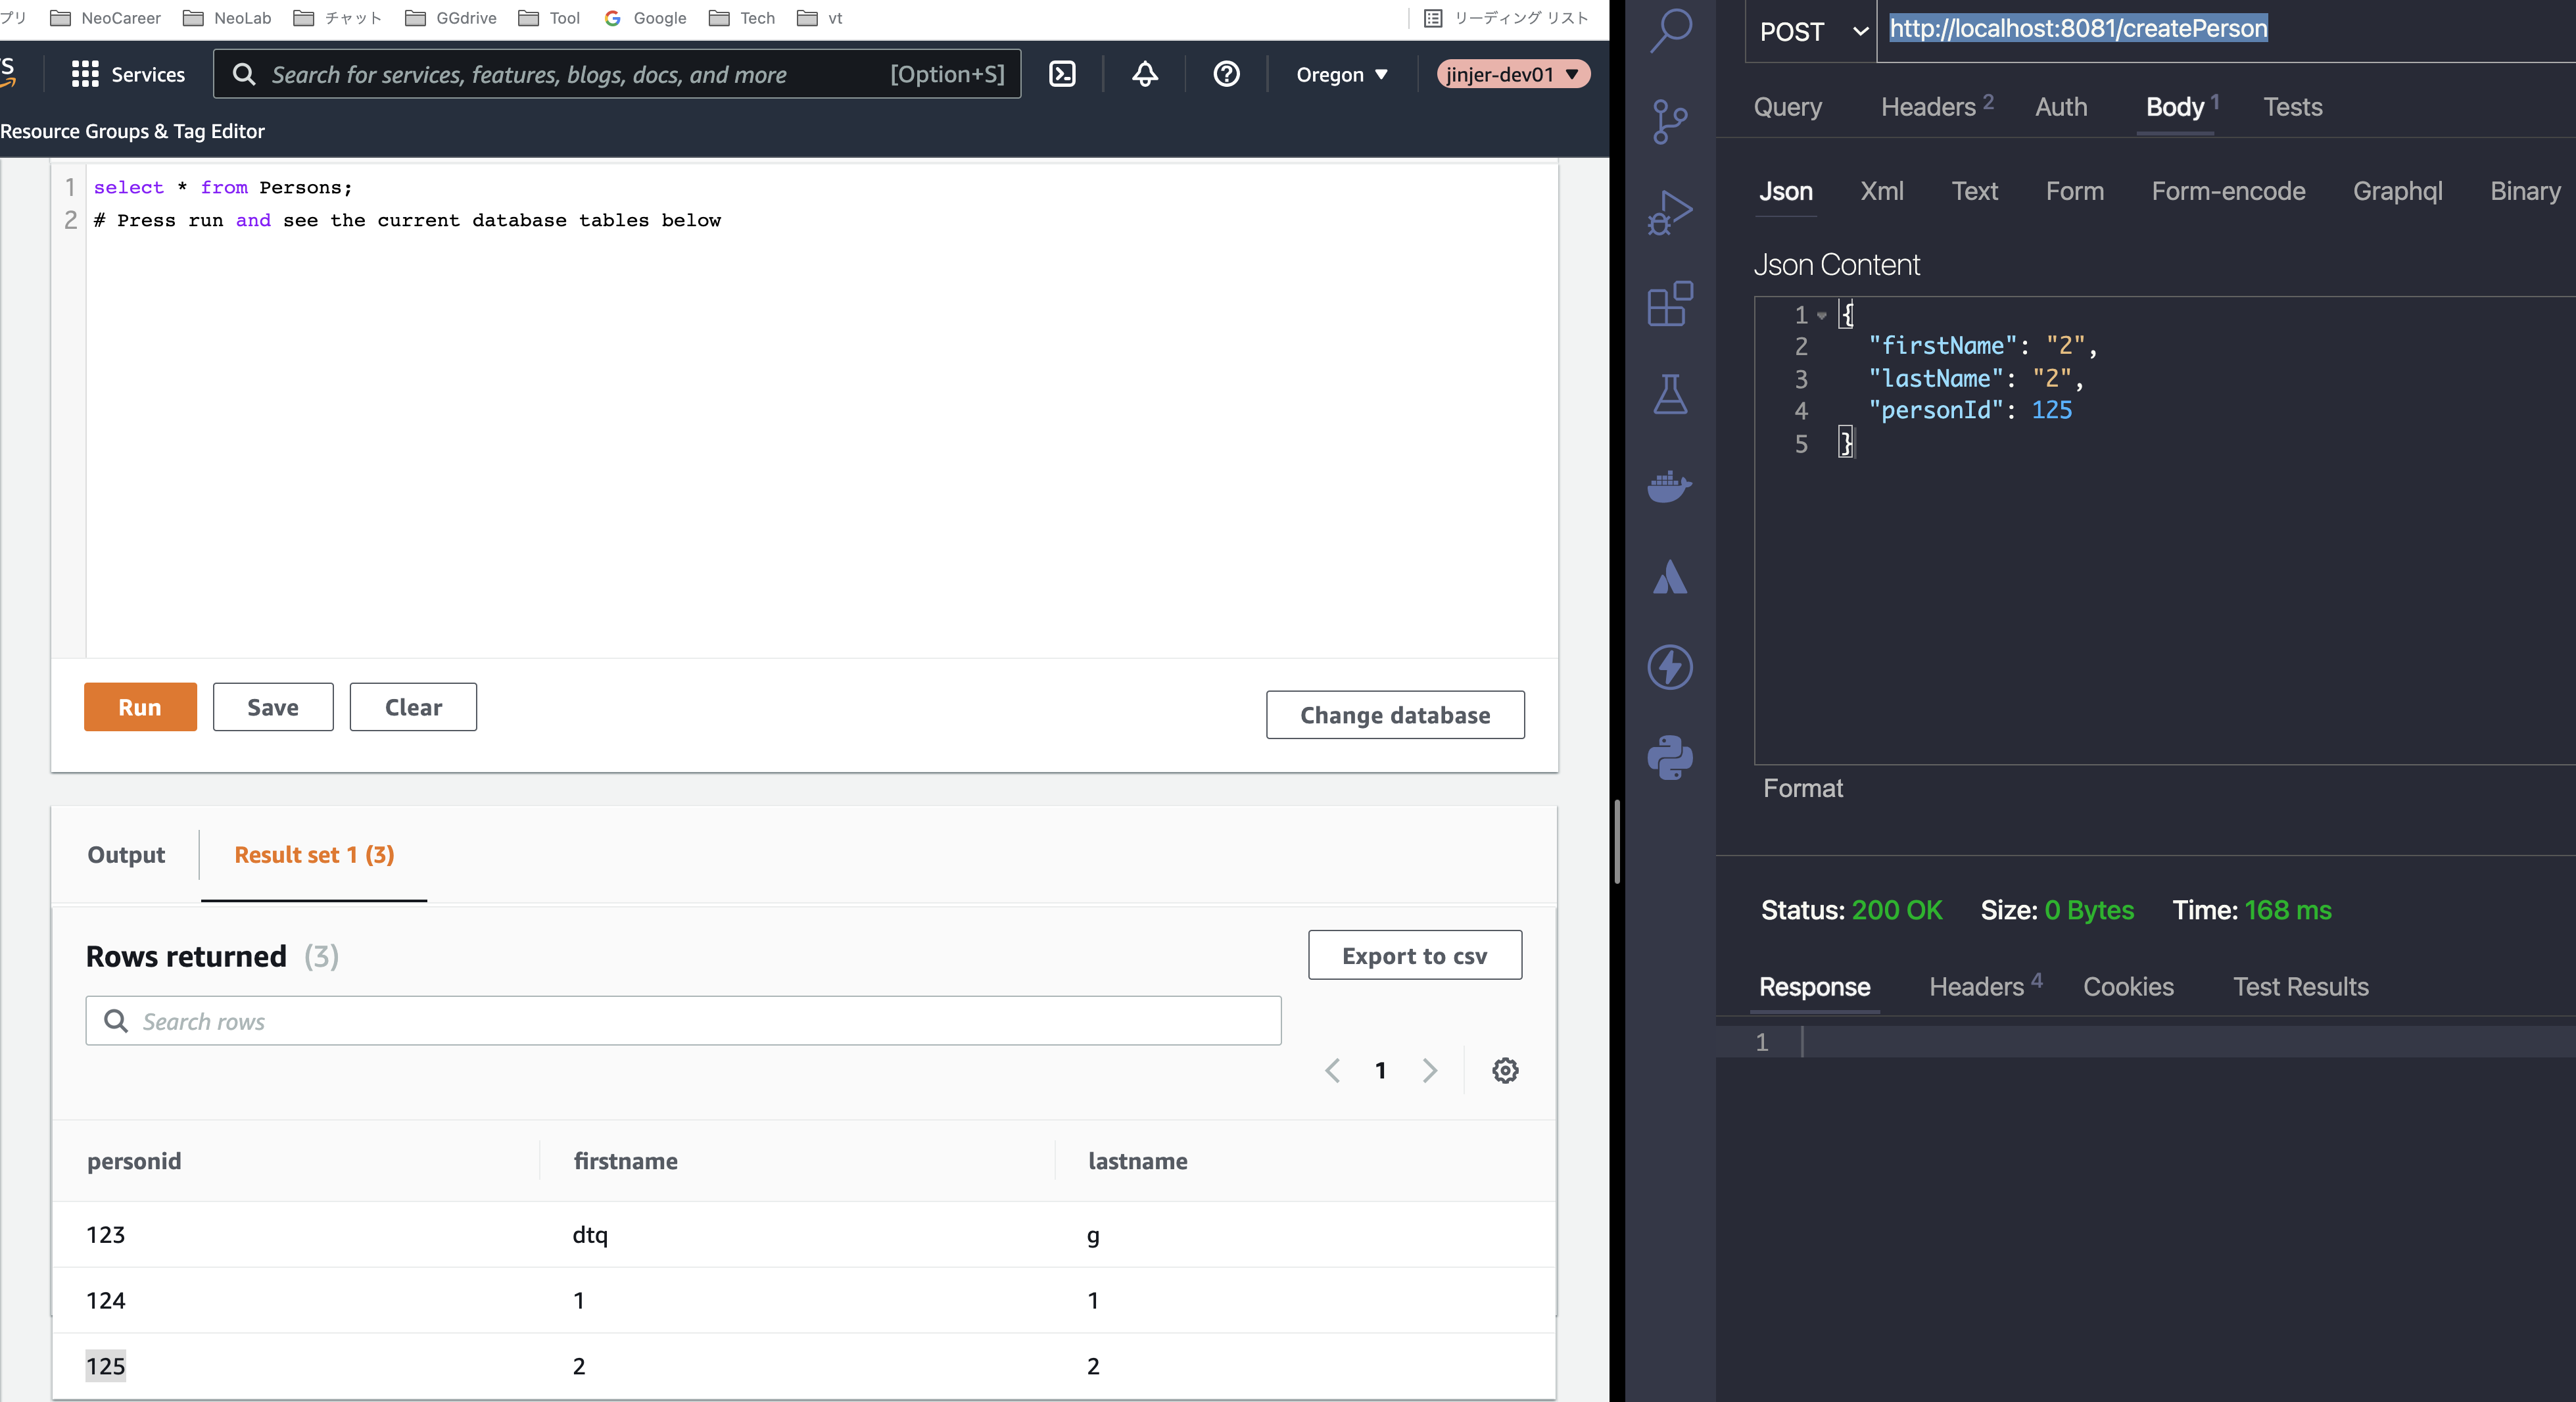 プリ NeoCareer NeoLab チャット GGdrive Tool Google Tech vt リーディング リスト
Services Search for services, features, blogs, docs, and more [Option+S] Oregon ▼ jinjer-dev01 ▼
Resource Groups & Tag Editor
1 select * from Persons;
2 # Press run and see the current database tables below
Run Save Clear Change database
Output Result set 1 (3)
Rows returned (3) Export to csv
Search rows
1
personid firstname lastname
123 dtq g
124 1 1
125 2 2
POST http://localhost:8081/createPerson
Query Headers 2 Auth Body 1 Tests
Json Xml Text Form Form-encode Graphql Binary
Json Content
1 {
2 "firstName": "2",
3 "lastName": "2",
4 "personId": 125
5 }
Format
Status: 200 OK Size: 0 Bytes Time: 168 ms
Response Headers 4 Cookies Test Results
1